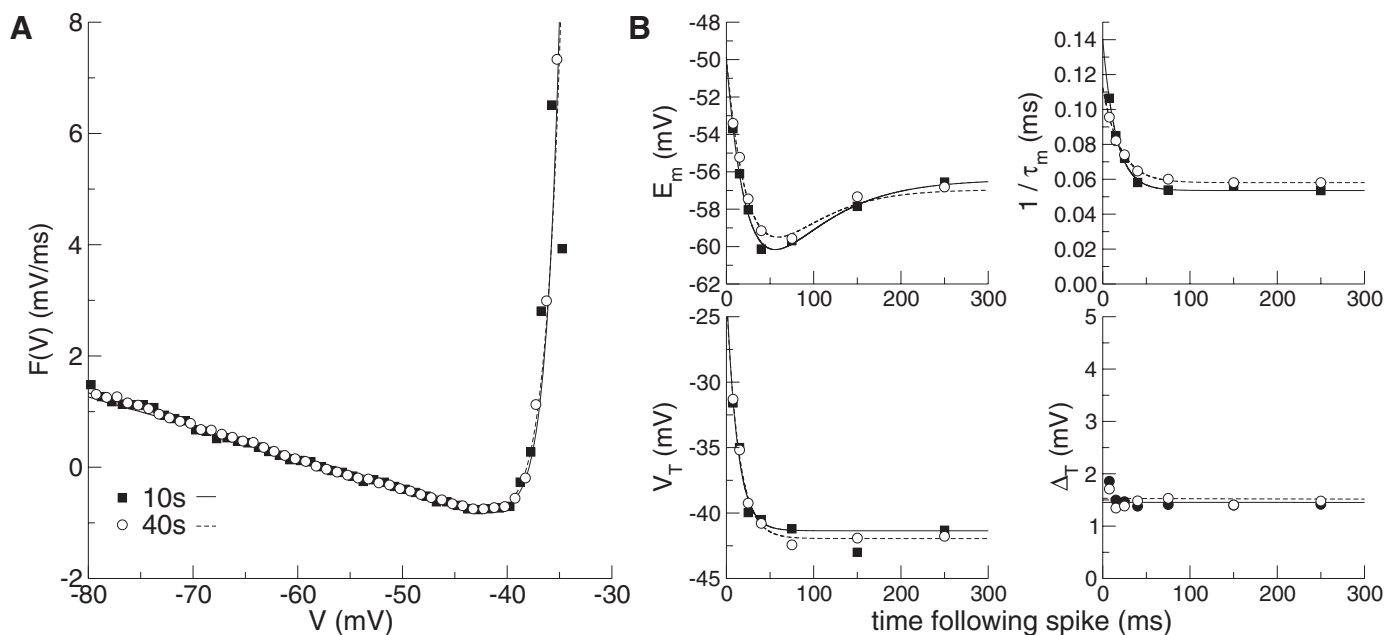 A
8
6
4
2
0
-2
F(V) (mV/ms)
10s
40s
-80 -70 -60 -50 -40 -30
V (mV)
B
-48
-50
-52
-54
-56
-58
-60
-62
E_m (mV)
0 100 200 300
0.14
0.12
0.10
0.08
0.06
0.04
0.02
0.00
1 / τ_m (ms)
0 100 200 300
-25
-30
-35
-40
-45
V_T (mV)
0 100 200 300
5
4
3
2
1
0
Δ_T (mV)
0 100 200 300
time following spike (ms)